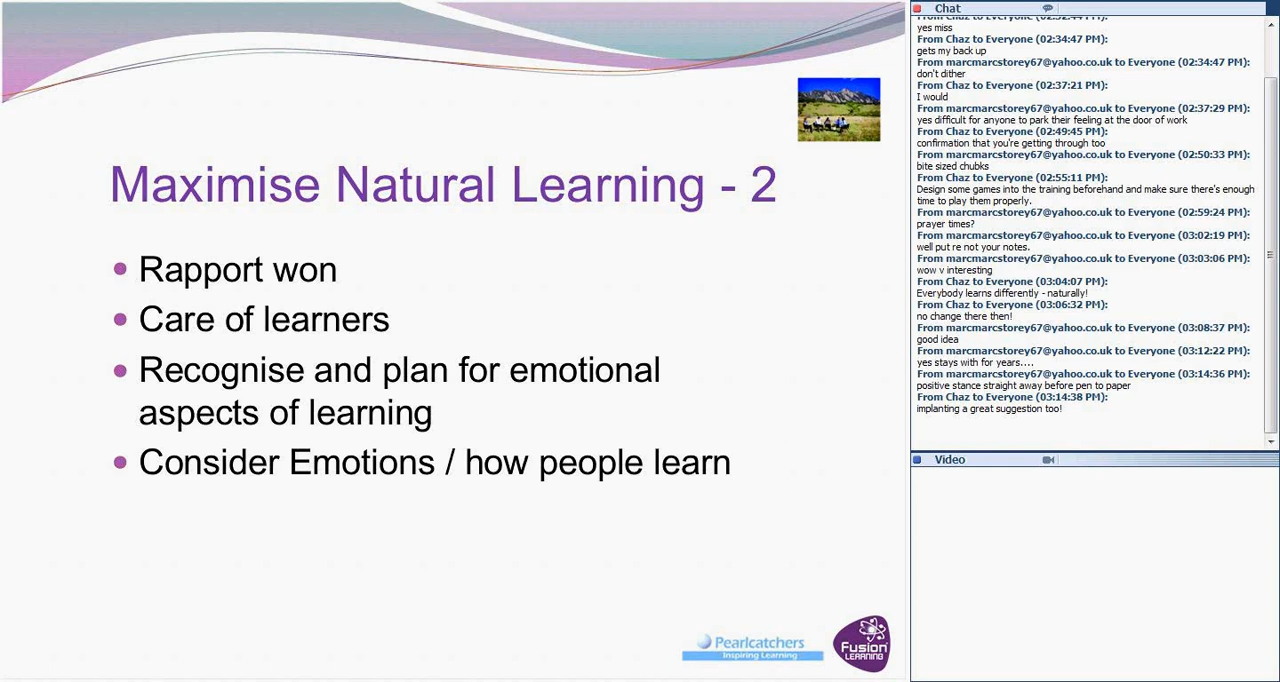 Maximise Natural Learning - 2
Rapport won
Care of learners
Recognise and plan for emotional
aspects of learning
Consider Emotions / how people learn
Pearlcatchers
Inspiring Learning
Fusion
LEARNING
Chat
From Chaz to Everyone (02:32:44 PM):
yes miss
From Chaz to Everyone (02:34:47 PM):
gets my back up
From marcmarcstorey67@yahoo.co.uk to Everyone (02:34:47 PM):
don't dither
From Chaz to Everyone (02:37:21 PM):
I would
From marcmarcstorey67@yahoo.co.uk to Everyone (02:37:29 PM):
yes difficult for anyone to park their feeling at the door of work
From Chaz to Everyone (02:49:45 PM):
confirmation that you're getting through too
From marcmarcstorey67@yahoo.co.uk to Everyone (02:50:33 PM):
bite sized chubks
From Chaz to Everyone (02:55:11 PM):
Design some games into the training beforehand and make sure there's enough
time to play them properly.
From marcmarcstorey67@yahoo.co.uk to Everyone (02:59:24 PM):
prayer times?
From marcmarcstorey67@yahoo.co.uk to Everyone (03:02:19 PM):
well put re not your notes.
From marcmarcstorey67@yahoo.co.uk to Everyone (03:03:06 PM):
wow v interesting
From Chaz to Everyone (03:04:07 PM):
Everybody learns differently - naturally!
From Chaz to Everyone (03:06:32 PM):
no change there then!
From marcmarcstorey67@yahoo.co.uk to Everyone (03:08:37 PM):
good idea
From marcmarcstorey67@yahoo.co.uk to Everyone (03:12:22 PM):
yes stays with for years....
From marcmarcstorey67@yahoo.co.uk to Everyone (03:14:36 PM):
positive stance straight away before pen to paper
From Chaz to Everyone (03:14:38 PM):
implanting a great suggestion too!
Video